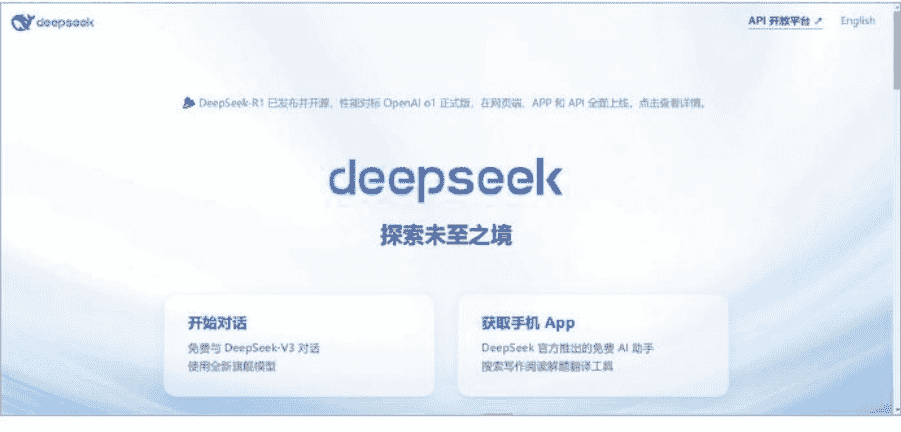 deepseek
API 开放平台 ↗ English
DeepSeek-R1 已发布并开源，性能对标 OpenAI o1 正式版，在网页端、APP 和 API 全面上线，点击查看详情。
deepseek
探索未至之境
开始对话
免费与 DeepSeek-V3 对话
使用全新旗舰模型
获取手机 App
DeepSeek 官方推出的免费 AI 助手
搜索写作阅读解题翻译工具